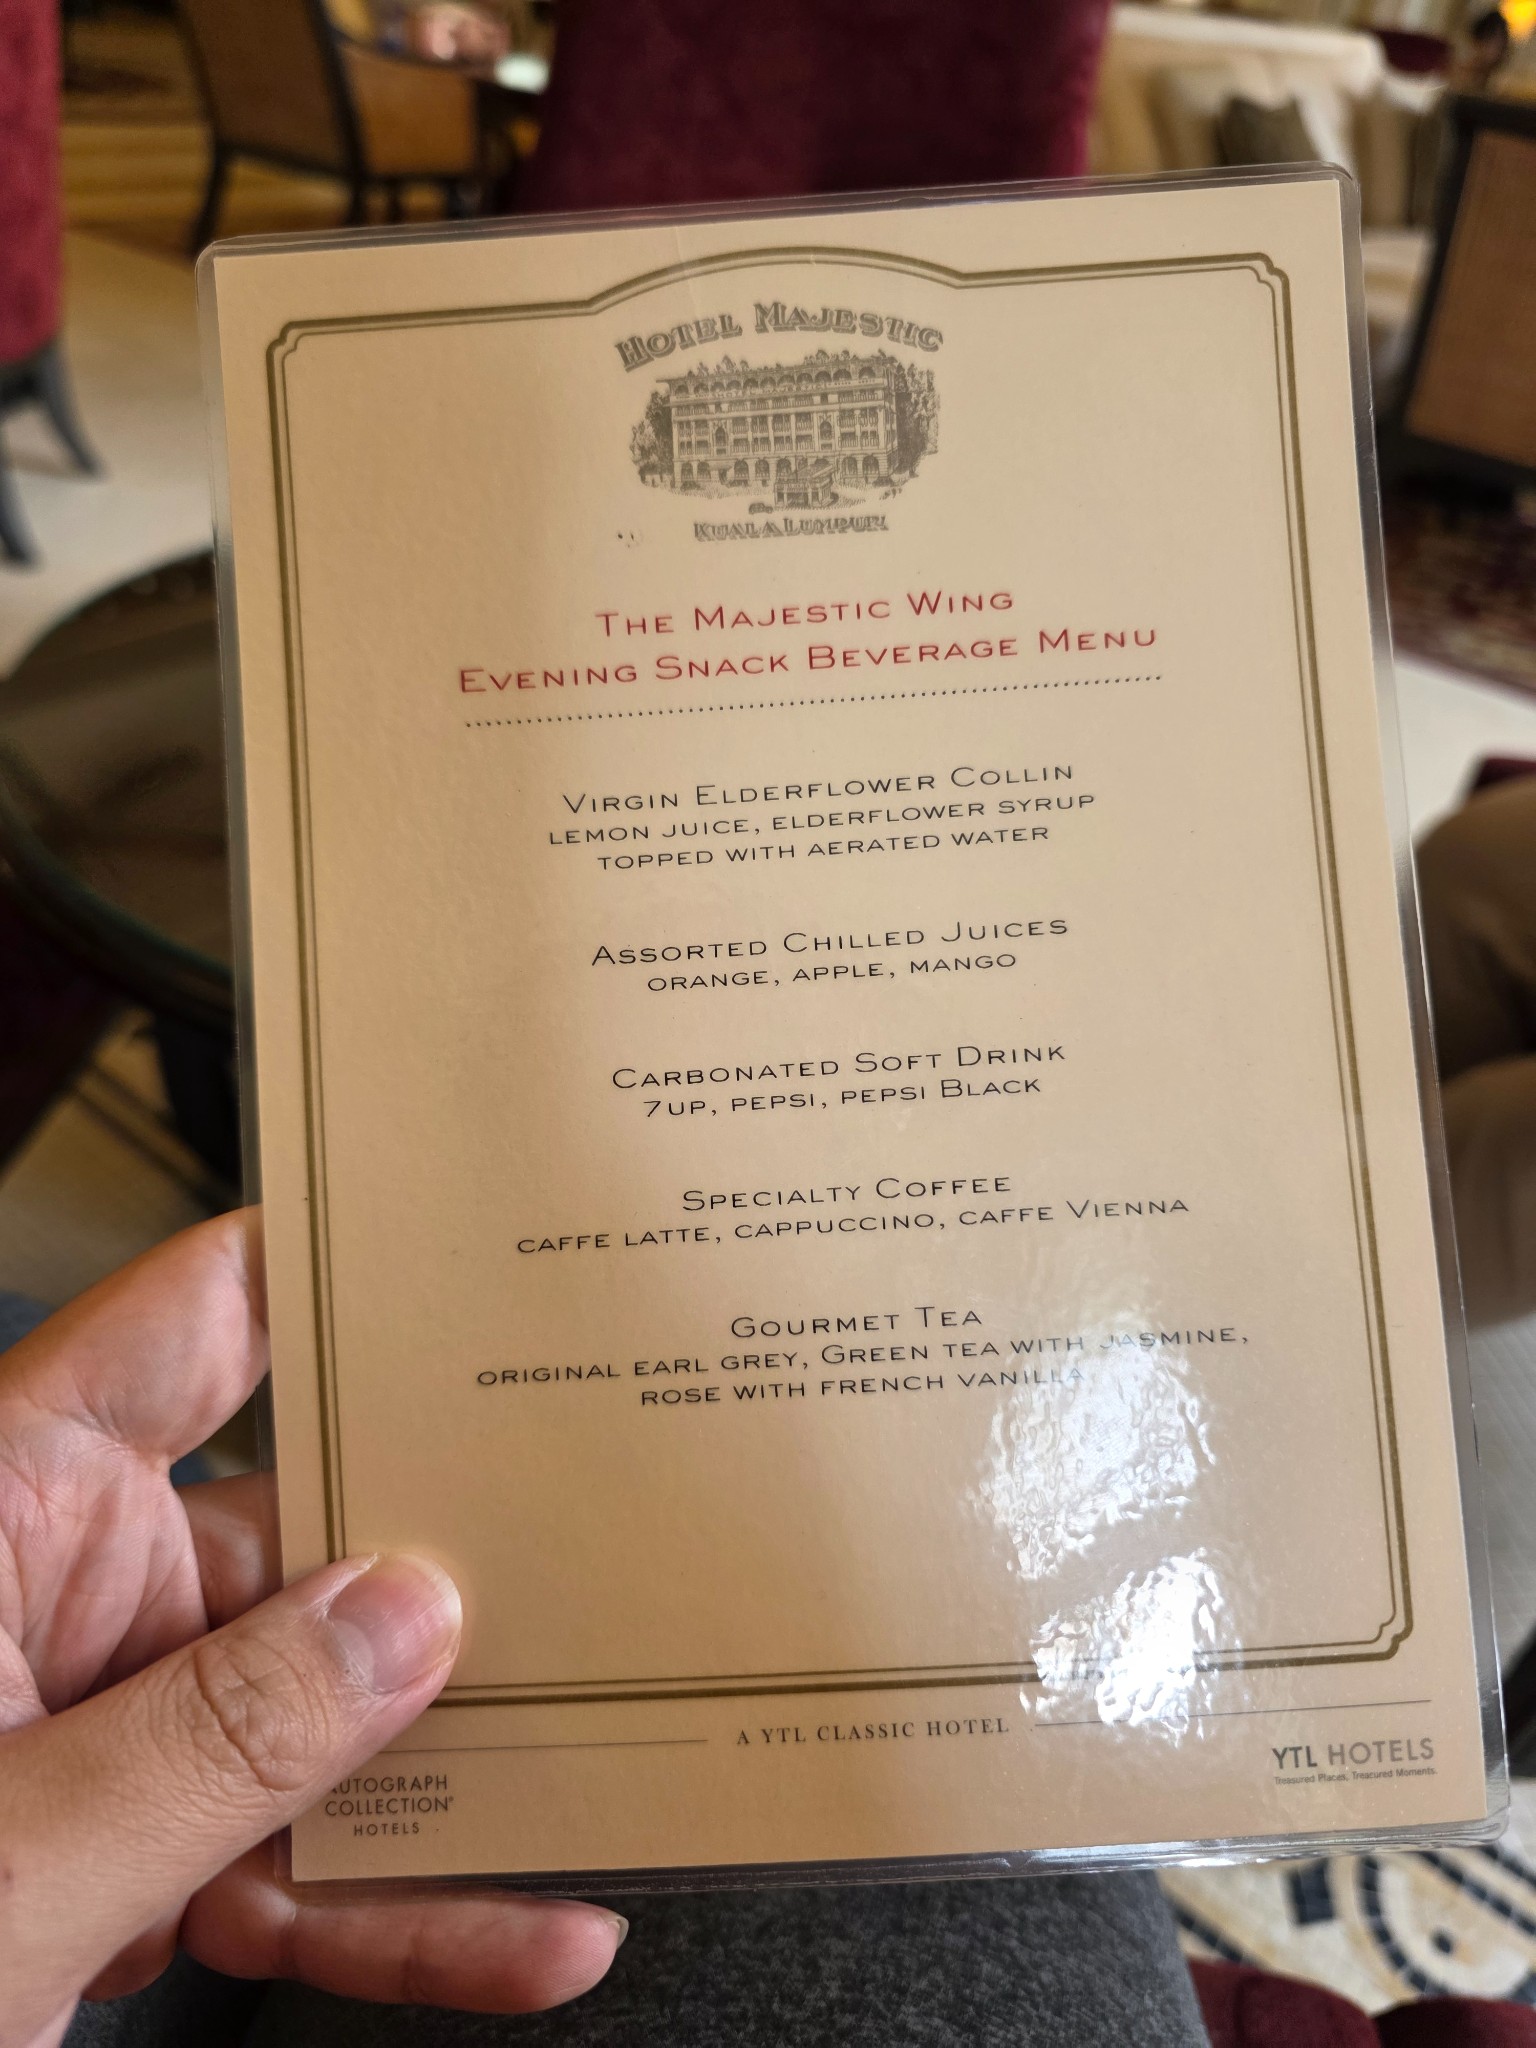 HOTEL MAJESTIC
KUALA LUMPUR
THE MAJESTIC WING
EVENING SNACK BEVERAGE MENU
VIRGIN ELDERFLOWER COLLIN
LEMON JUICE, ELDERFLOWER SYRUP
TOPPED WITH AERATED WATER
ASSORTED CHILLED JUICES
ORANGE, APPLE, MANGO
CARBONATED SOFT DRINK
7UP, PEPSI, PEPSI BLACK
SPECIALTY COFFEE
CAFFE LATTE, CAPPUCCINO, CAFFE VIENNA
GOURMET TEA
ORIGINAL EARL GREY, GREEN TEA WITH JASMINE,
ROSE WITH FRENCH VANILLA
A YTL CLASSIC HOTEL
AUTOGRAPH
COLLECTION®
HOTELS
YTL HOTELS
Treasured Places, Treasured Moments.